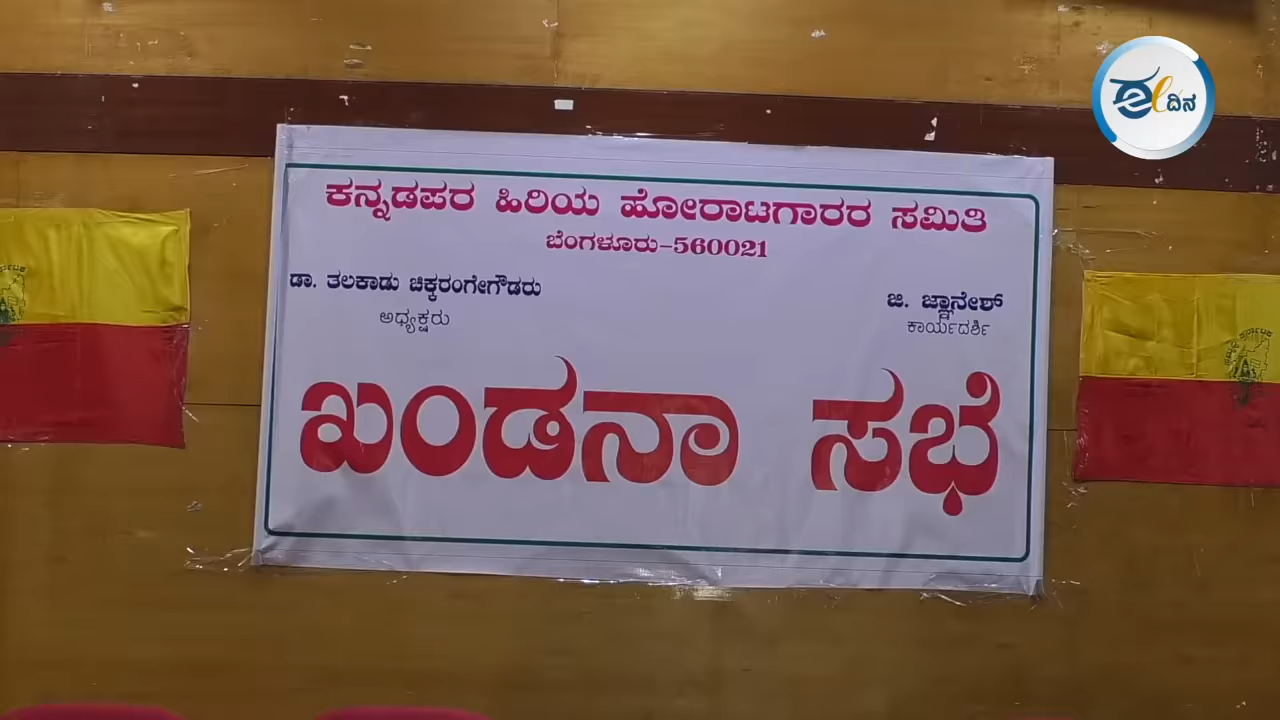 ಈ ದಿನ
ಕನ್ನಡಪರ ಹಿರಿಯ ಹೋರಾಟಗಾರರ ಸಮಿತಿ
ಬೆಂಗಳೂರು-560021
ಡಾ. ತಲಕಾಡು ಚಿಕ್ಕರಂಗೇಗೌಡರು
ಅಧ್ಯಕ್ಷರು
ಜಿ. ಜ್ಞಾನೇಶ್
ಕಾರ್ಯದರ್ಶಿ
ಖಂಡನಾ ಸಭೆ